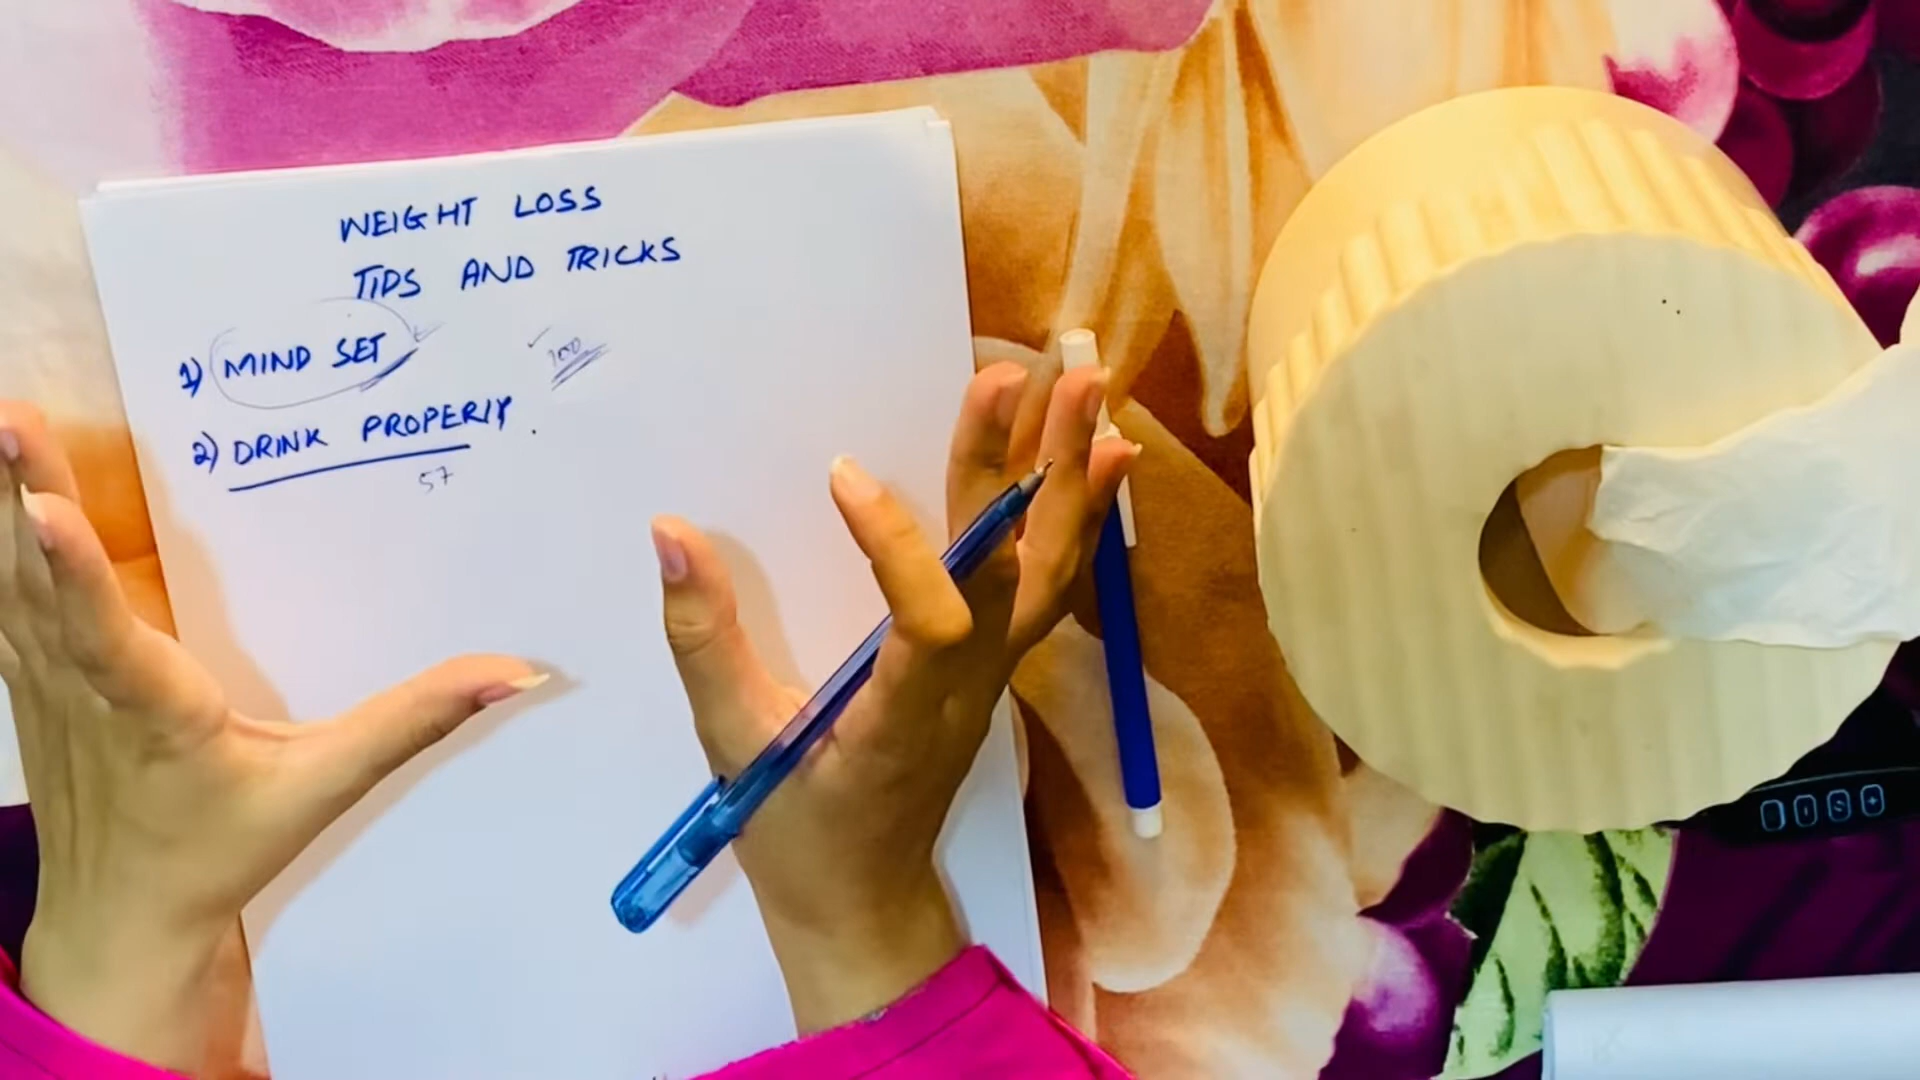 WEIGHT LOSS
TIPS AND TRICKS
1) MIND SET
100
2) DRINK PROPERLY.
57